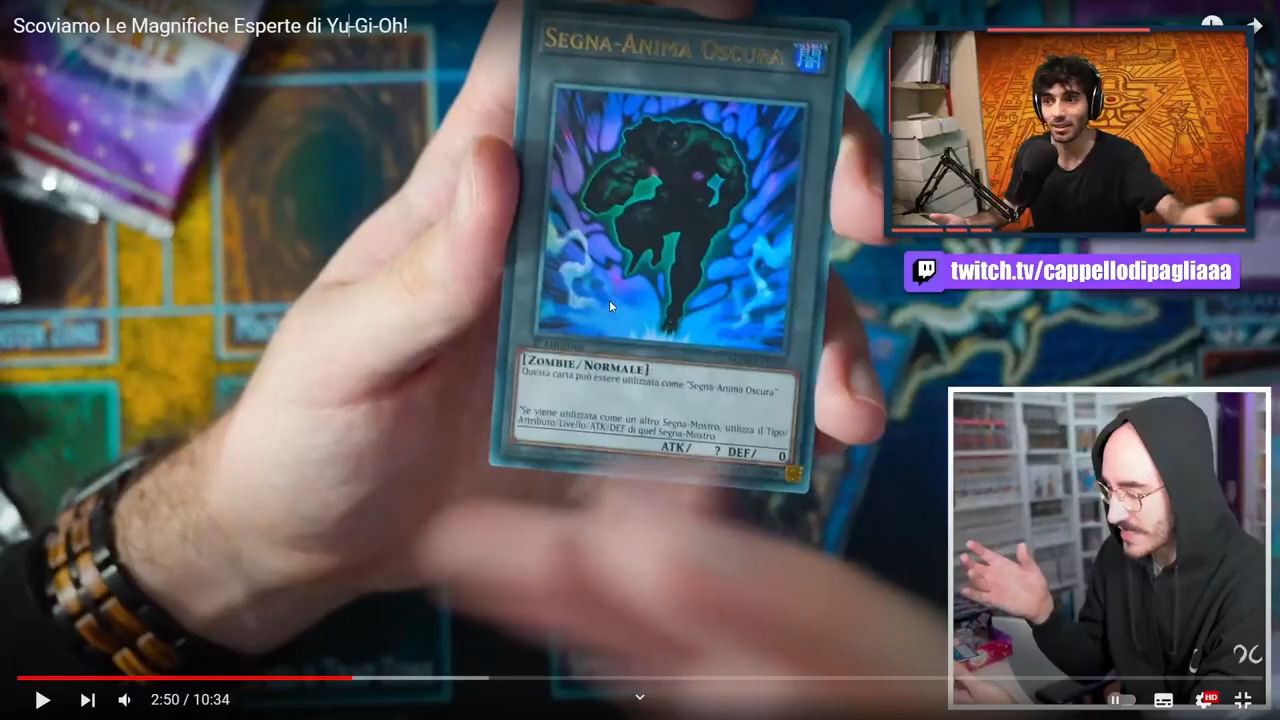 Scoviamo Le Magnifiche Esperte di Yu-Gi-Oh!
SEGNA-ANIMA OSCURA
twitch.tv/cappellodipagliaaa
[ZOMBIE/NORMALE]
Questa carta può essere utilizzata come "Segna-Anima Oscura"
*Se viene utilizzata come un altro Segna-Mostro, utilizza il Tipo/
Attributo/Livello/ATK/DEF di quel Segna-Mostro
ATK/ ? DEF/ 0
2:50 / 10:34
HD